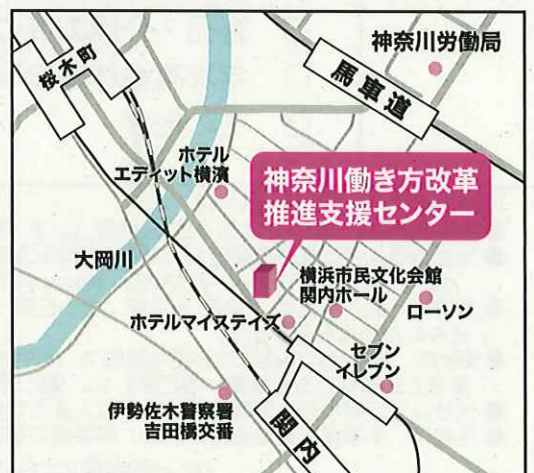 神奈川労働局
桜木町
馬車道
ホテル
エディット横濱
神奈川働き方改革
推進支援センター
大岡川
横浜市民文化会館
関内ホール
ローソン
ホテルマイステイズ
セブン
イレブン
伊勢佐木警察署
吉田橋交番
関内